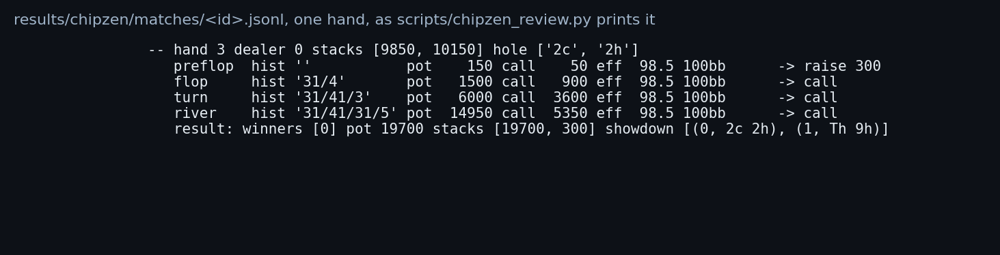 results/chipzen/matches/<id>.jsonl, one hand, as scripts/chipzen_review.py prints it
-- hand 3 dealer 0 stacks [9850, 10150] hole ['2c', '2h']
preflop  hist ''         pot    150 call    50 eff  98.5 100bb      -> raise 300
flop     hist '31/4'       pot   1500 call   900 eff  98.5 100bb      -> call
turn     hist '31/41/3'    pot   6000 call  3600 eff  98.5 100bb      -> call
river    hist '31/41/31/5' pot  14950 call  5350 eff  98.5 100bb      -> call
result: winners [0] pot 19700 stacks [19700, 300] showdown [(0, 2c 2h), (1, Th 9h)]